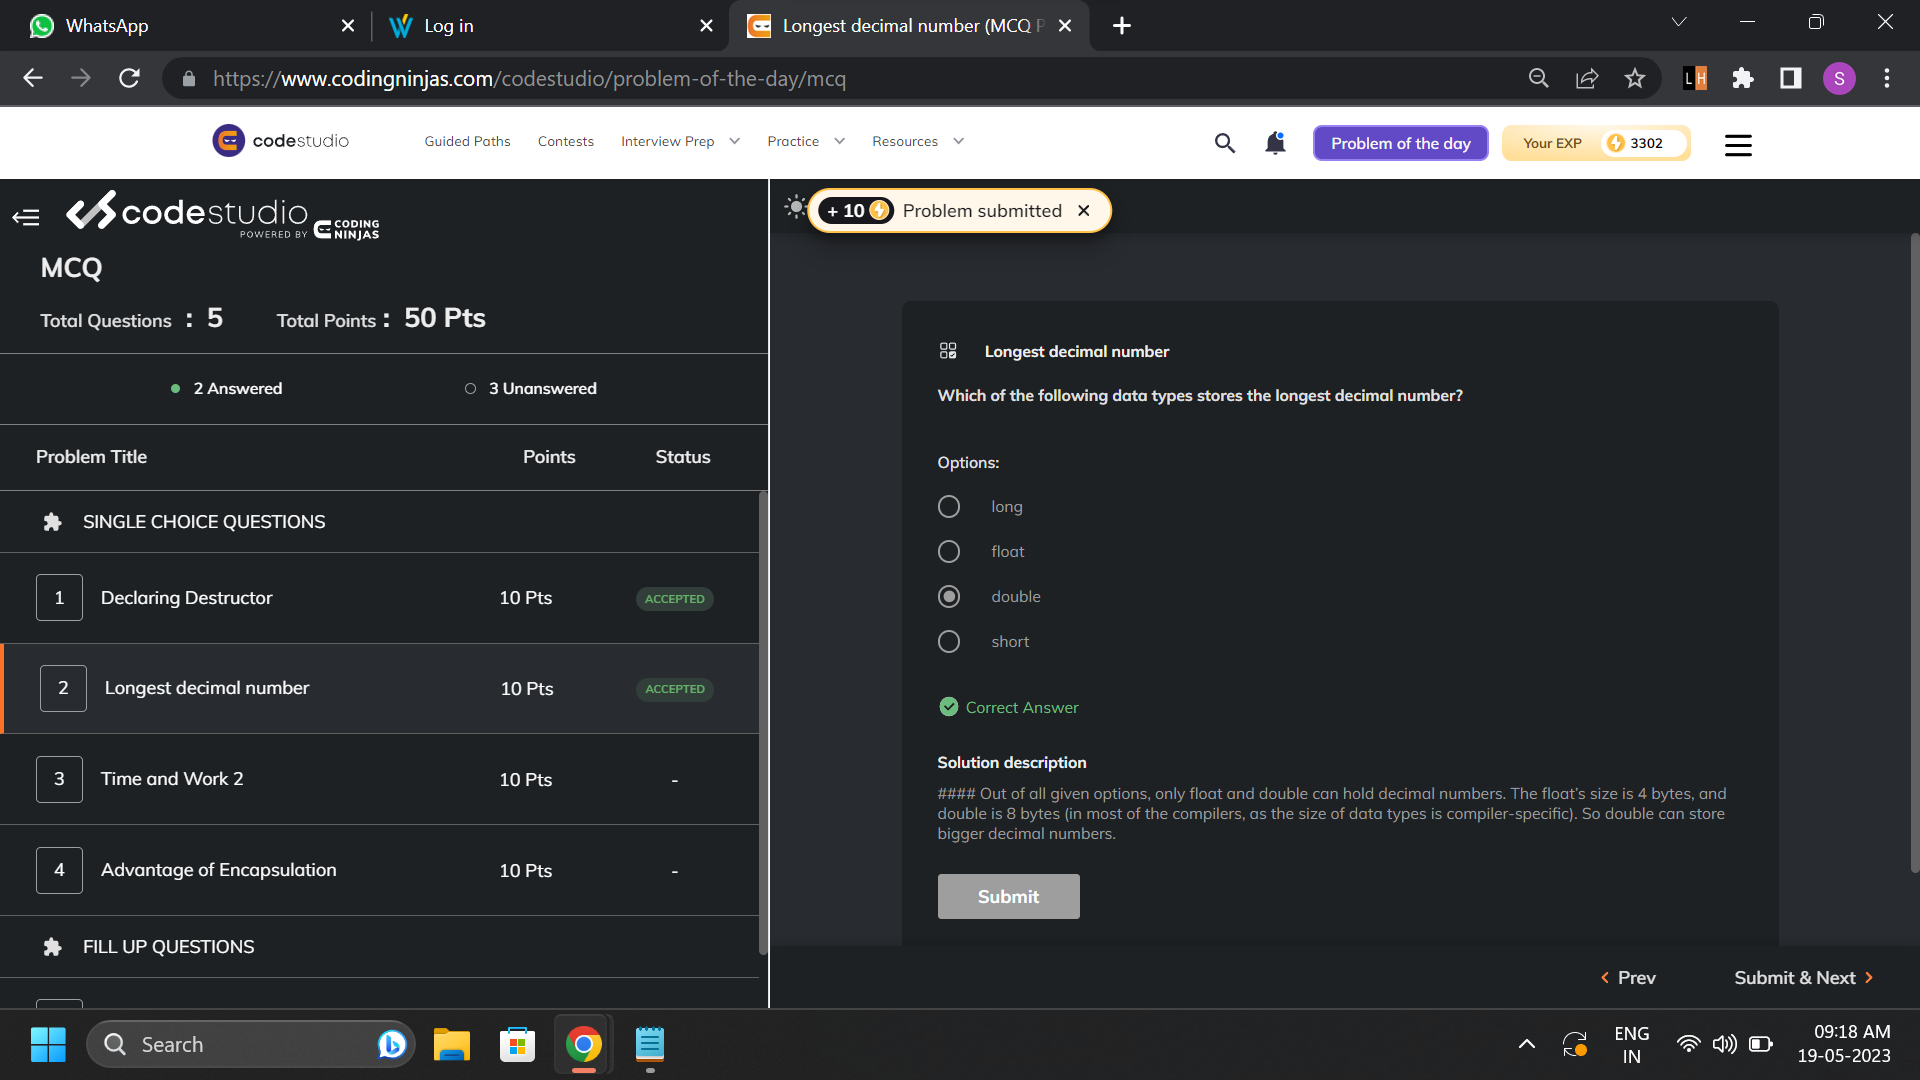 WhatsApp
Log in
Longest decimal number (MCQ P
https://www.codingninjas.com/codestudio/problem-of-the-day/mcq
LH
S
codestudio
Guided Paths
Contests
Interview Prep
Practice
Resources
Problem of the day
Your EXP
3302
codestudio
POWERED BY CODING NINJAS
+ 10
Problem submitted
MCQ
Total Questions : 5
Total Points : 50 Pts
2 Answered
3 Unanswered
Problem Title
Points
Status
SINGLE CHOICE QUESTIONS
1 Declaring Destructor 10 Pts ACCEPTED
2 Longest decimal number 10 Pts ACCEPTED
3 Time and Work 2 10 Pts -
4 Advantage of Encapsulation 10 Pts -
FILL UP QUESTIONS
Longest decimal number
Which of the following data types stores the longest decimal number?
Options:
long
float
double
short
Correct Answer
Solution description
#### Out of all given options, only float and double can hold decimal numbers. The float's size is 4 bytes, and
double is 8 bytes (in most of the compilers, as the size of data types is compiler-specific). So double can store
bigger decimal numbers.
Submit
Prev
Submit & Next
Search
ENG
IN
09:18 AM
19-05-2023